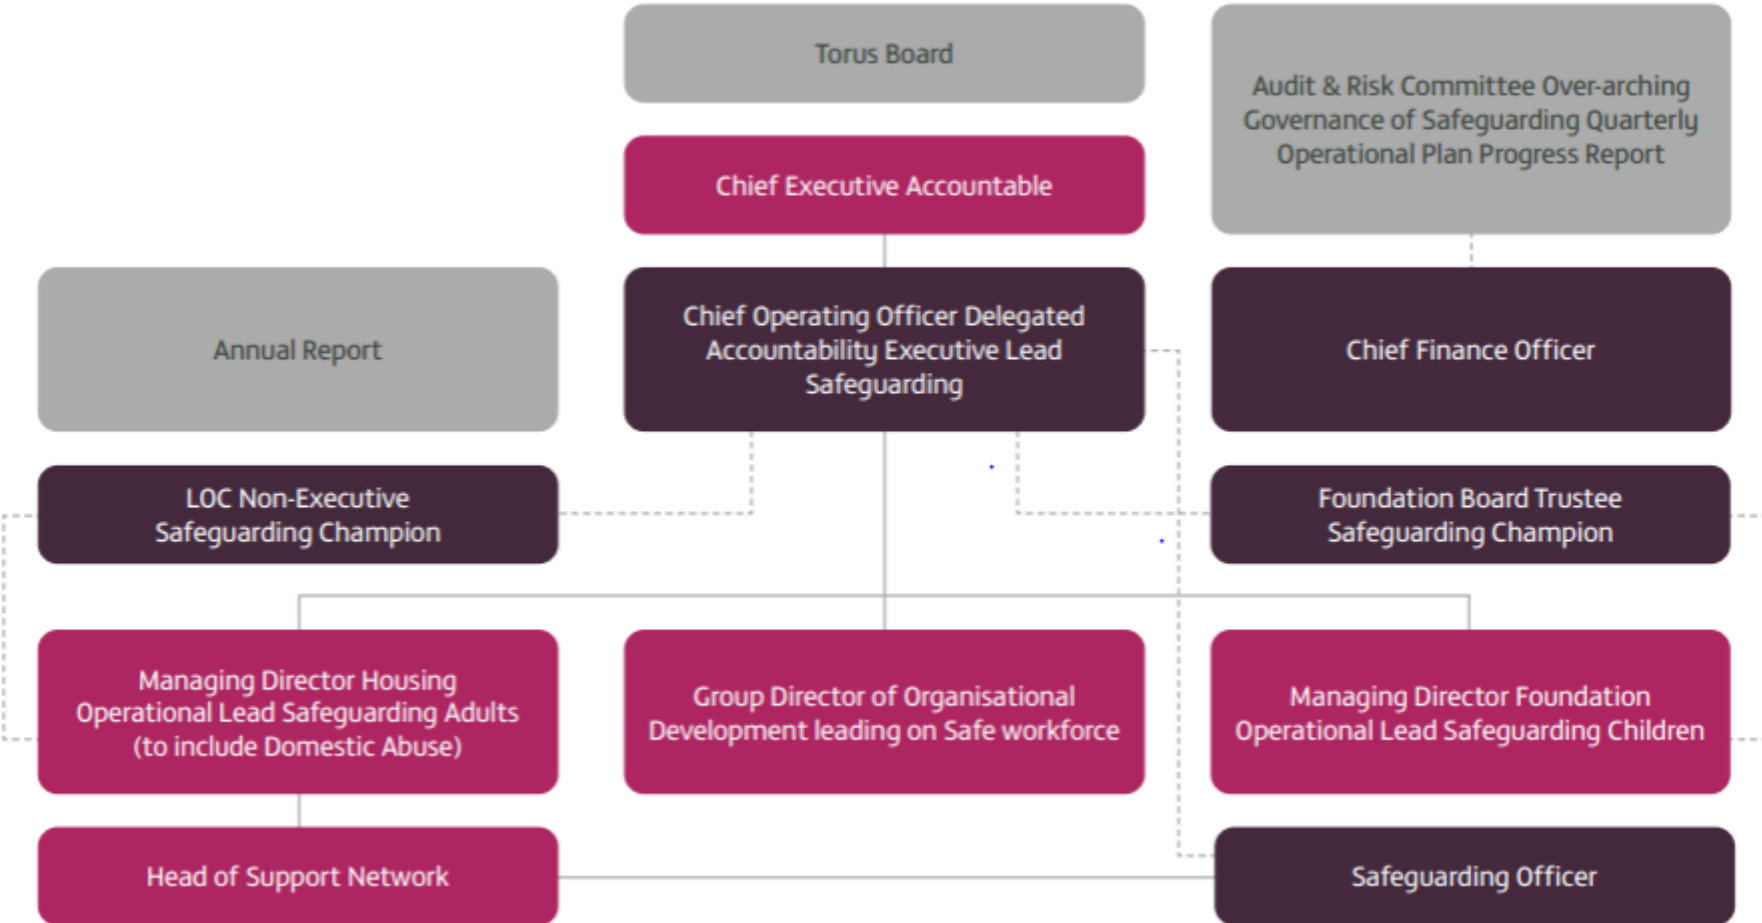 Torus Board
Audit & Risk Committee Over-arching
Governance of Safeguarding Quarterly
Operational Plan Progress Report
Chief Executive Accountable
Annual Report
Chief Operating Officer Delegated
Accountability Executive Lead
Safeguarding
Chief Finance Officer
LOC Non-Executive
Safeguarding Champion
Foundation Board Trustee
Safeguarding Champion
Managing Director Housing
Operational Lead Safeguarding Adults
(to include Domestic Abuse)
Group Director of Organisational
Development leading on Safe workforce
Managing Director Foundation
Operational Lead Safeguarding Children
Head of Support Network
Safeguarding Officer